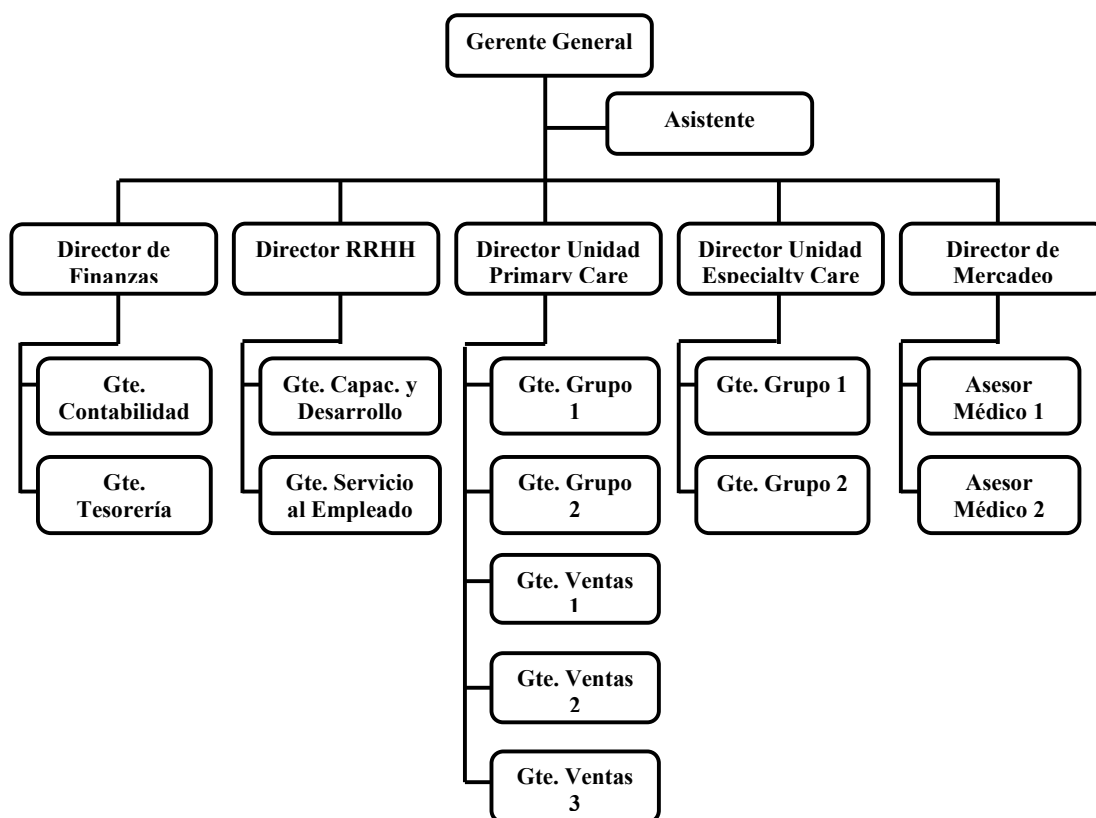 Gerente General
Asistente
Director de
Finanzas
Director RRHH
Director Unidad
Primary Care
Director Unidad
Especialty Care
Director de
Mercadeo
Gte.
Contabilidad
Gte. Capac. y
Desarrollo
Gte. Grupo
1
Gte. Grupo 1
Asesor
Médico 1
Gte.
Tesorería
Gte. Servicio
al Empleado
Gte. Grupo
2
Gte. Grupo 2
Asesor
Médico 2
Gte. Ventas
1
Gte. Ventas
2
Gte. Ventas
3